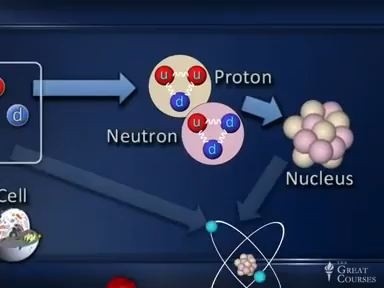 u u Proton
d
d
Neutron u d
d
Nucleus
Cell
THE
GREAT
COURSES